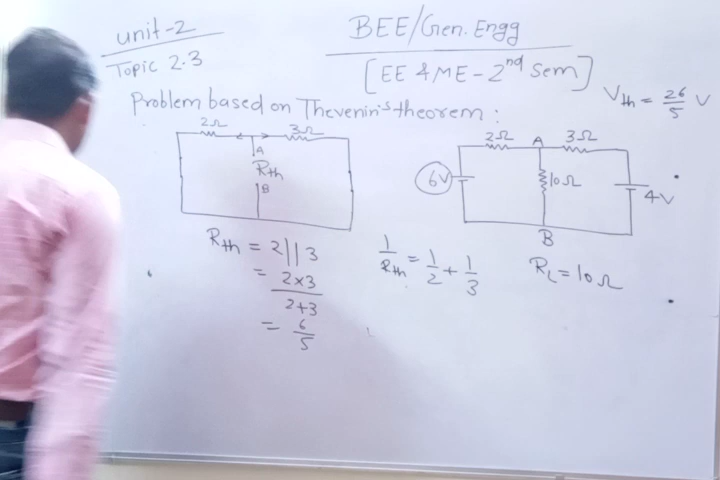 unit-2
Topic 2.3
BEE/Gen. Engg
[EE & ME - 2nd Sem]
Vth = 26/5 V
Problem based on Thevenin's theorem :
2Ω 3Ω
A
Rth
B
2Ω A 3Ω
6V 10Ω 4V
B
Rth = 2||3
= 2×3/2+3
= 6/5
1/Rth = 1/2 + 1/3
RL = 10Ω